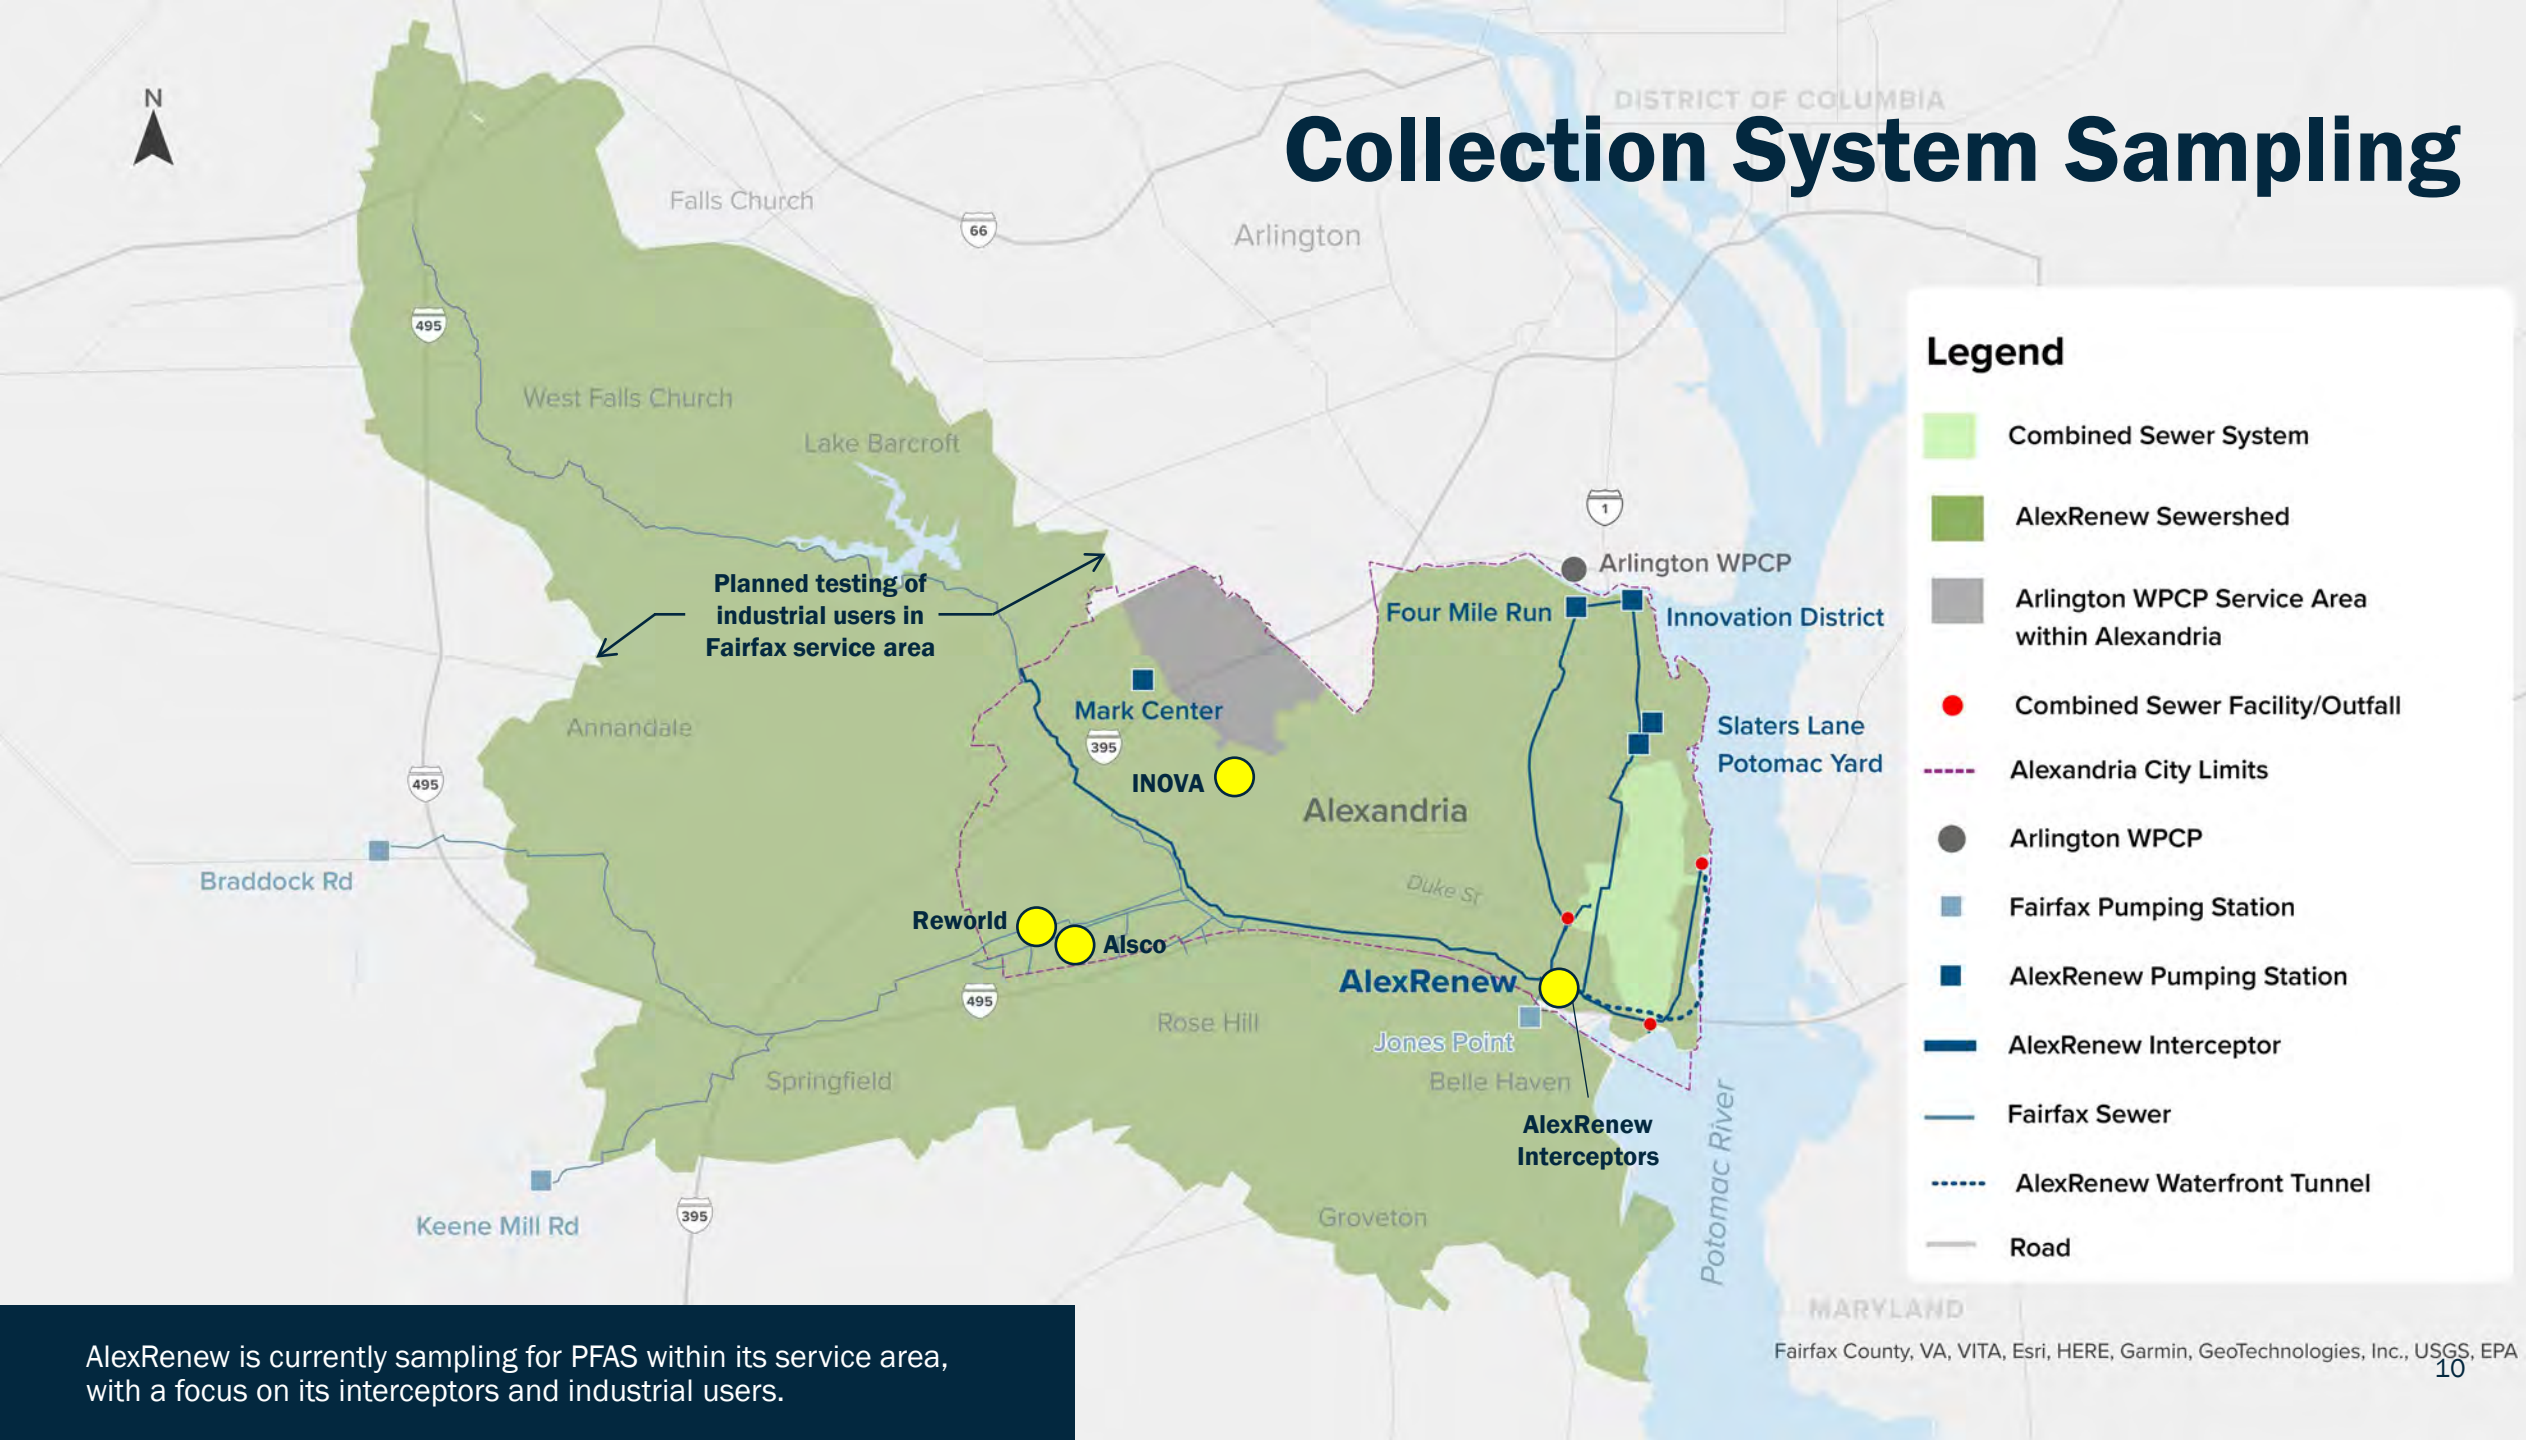 DISTRICT OF COLUMBIA
Collection System Sampling
N
Falls Church
66
Arlington
495
West Falls Church
Lake Barcroft
1
Arlington WPCP
Planned testing of
industrial users in
Fairfax service area
Four Mile Run
Innovation District
Mark Center
395
Annandale
Slaters Lane
Potomac Yard
INOVA
495
Alexandria
Braddock Rd
Duke St
Reworld
Alsco
AlexRenew
495
Rose Hill
Jones Point
Springfield
Belle Haven
AlexRenew
Interceptors
Potomac River
Keene Mill Rd
395
Groveton
Legend
Combined Sewer System
AlexRenew Sewershed
Arlington WPCP Service Area
within Alexandria
Combined Sewer Facility/Outfall
Alexandria City Limits
Arlington WPCP
Fairfax Pumping Station
AlexRenew Pumping Station
AlexRenew Interceptor
Fairfax Sewer
AlexRenew Waterfront Tunnel
Road
MARYLAND
Fairfax County, VA, VITA, Esri, HERE, Garmin, GeoTechnologies, Inc., USGS, EPA
10
AlexRenew is currently sampling for PFAS within its service area,
with a focus on its interceptors and industrial users.